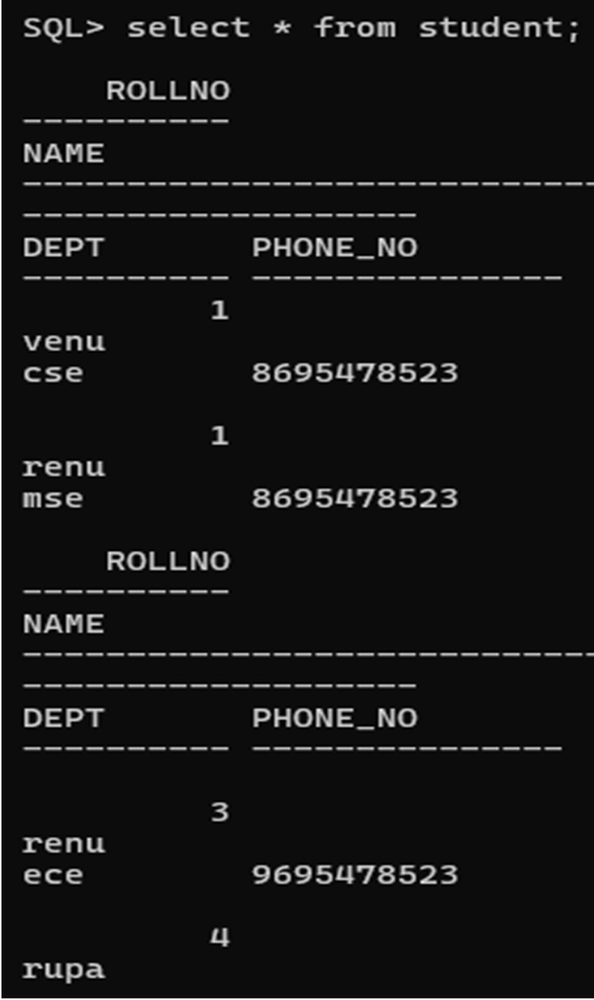 SQL> select * from student;
    ROLLNO
----------
NAME
----------------------------
-------------------
DEPT       PHONE_NO
---------- ---------------
         1
venu
cse        8695478523
         1
renu
mse        8695478523
    ROLLNO
----------
NAME
----------------------------
-------------------
DEPT       PHONE_NO
---------- ---------------
         3
renu
ece        9695478523
         4
rupa